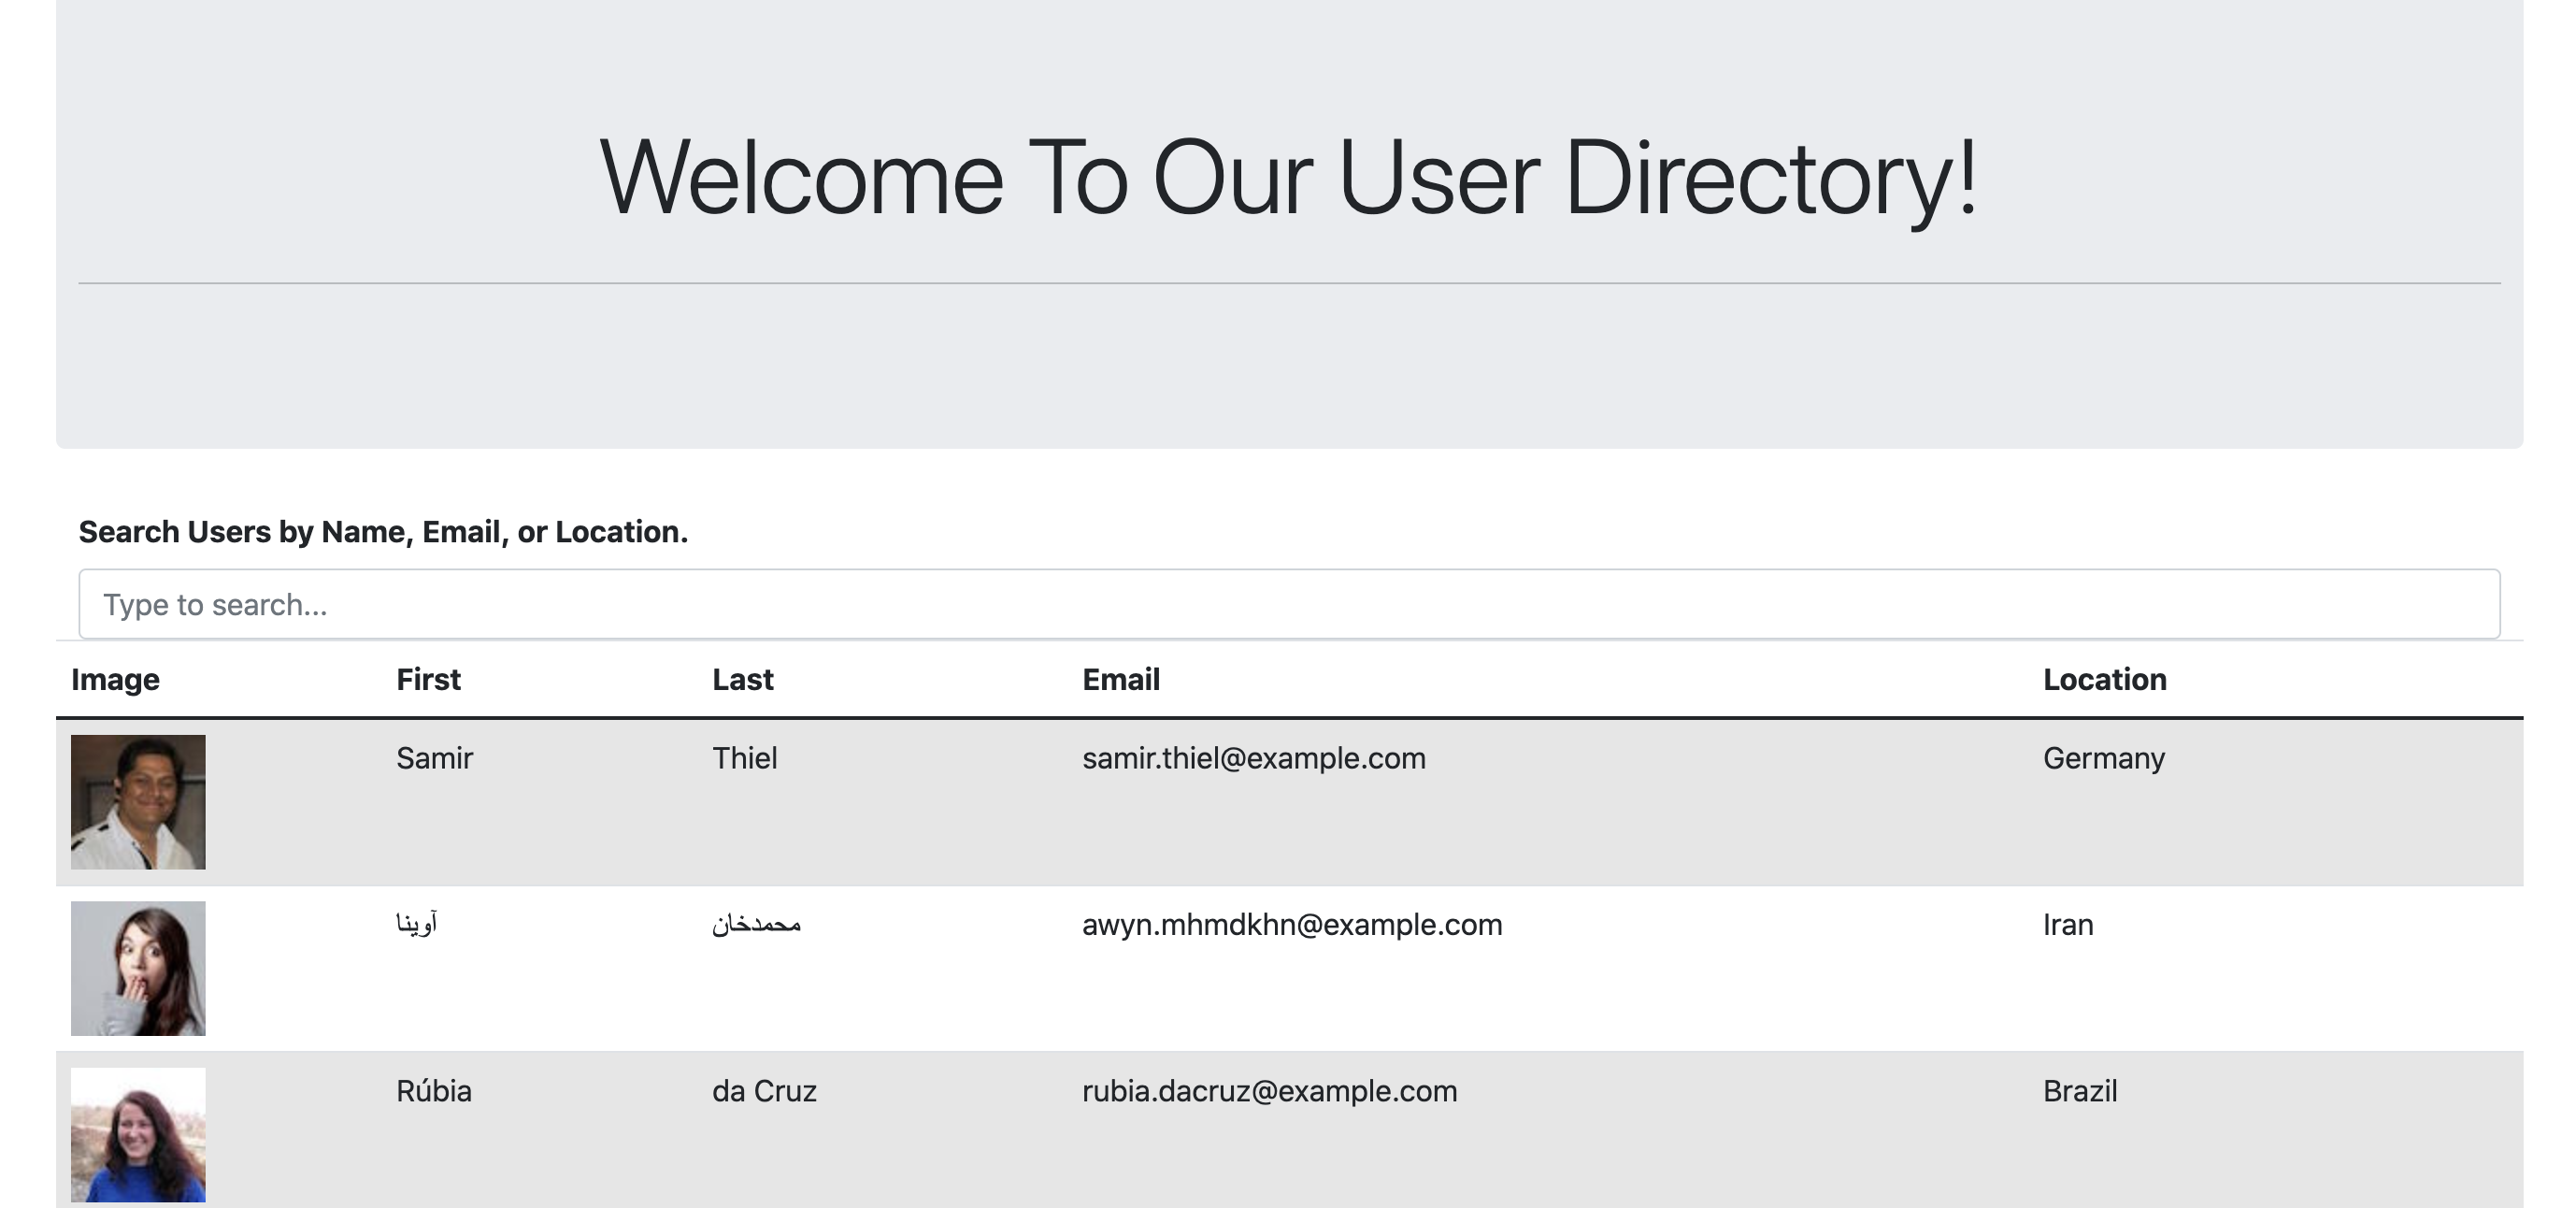 Welcome To Our User Directory!
Search Users by Name, Email, or Location.
Type to search...
Image First Last Email Location
Samir Thiel samir.thiel@example.com Germany
آوینا محمدخان awyn.mhmdkhn@example.com Iran
Rúbia da Cruz rubia.dacruz@example.com Brazil